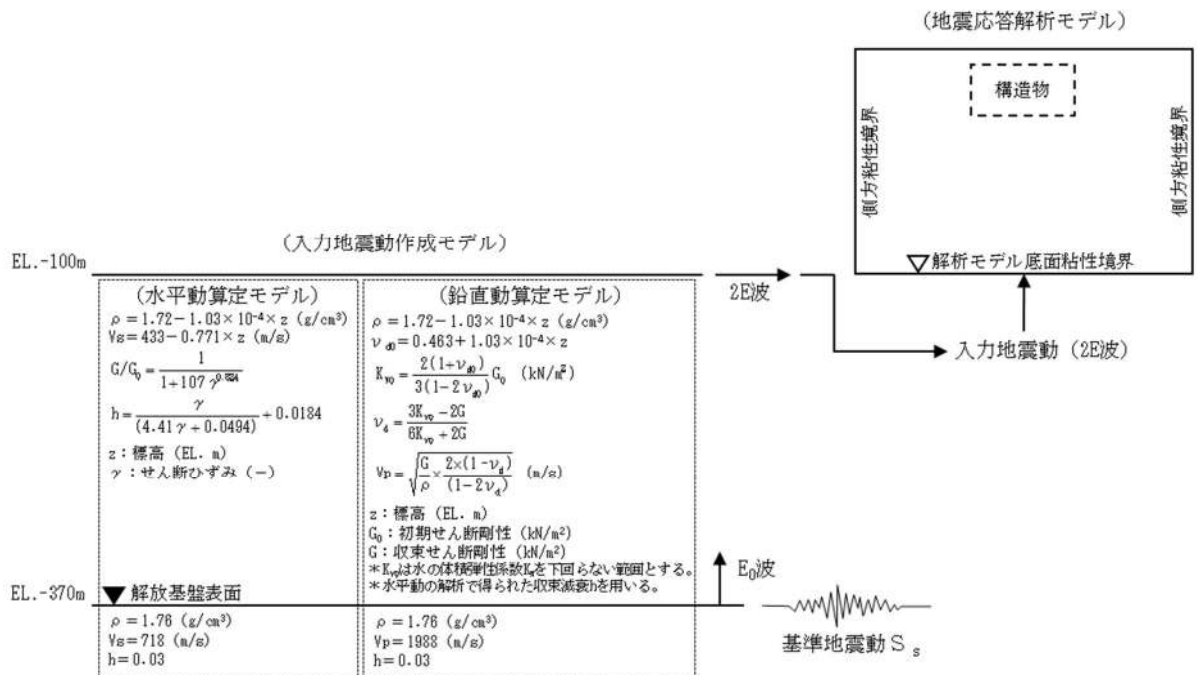 (地震応答解析モデル)
構造物
側方粘性境界
側方粘性境界
▽解析モデル底面粘性境界
(入力地震動作成モデル)
EL.-100m
2E波
入力地震動 (2E波)
(水平動算定モデル)
ρ=1.72-1.03×10⁻⁴×z (g/cm³)
Vs=433-0.771×z (m/s)
G/G₀=1/(1+107γ^0.824)
h=γ/(4.41γ+0.0494)+0.0184
z:標高 (EL. m)
γ:せん断ひずみ (-)
(鉛直動算定モデル)
ρ=1.72-1.03×10⁻⁴×z (g/cm³)
ν_d0=0.463+1.03×10⁻⁴×z
K_v0=2(1+ν_d0)/3(1-2ν_d0) G₀ (kN/m²)
ν_d=(3K_v0-2G)/(6K_v0+2G)
Vp=√(G/ρ×2×(1-ν_d)/(1-2ν_d)) (m/s)
z:標高 (EL. m)
G₀:初期せん断剛性 (kN/m²)
G:収束せん断剛性 (kN/m²)
*K_v0は水の体積弾性係数K_fを下回らない範囲とする。
*水平動の解析で得られた収束減衰hを用いる。
E₀波
EL.-370m
▼解放基盤表面
ρ=1.76 (g/cm³)
Vs=718 (m/s)
h=0.03
ρ=1.76 (g/cm³)
Vp=1988 (m/s)
h=0.03
基準地震動Sₛ